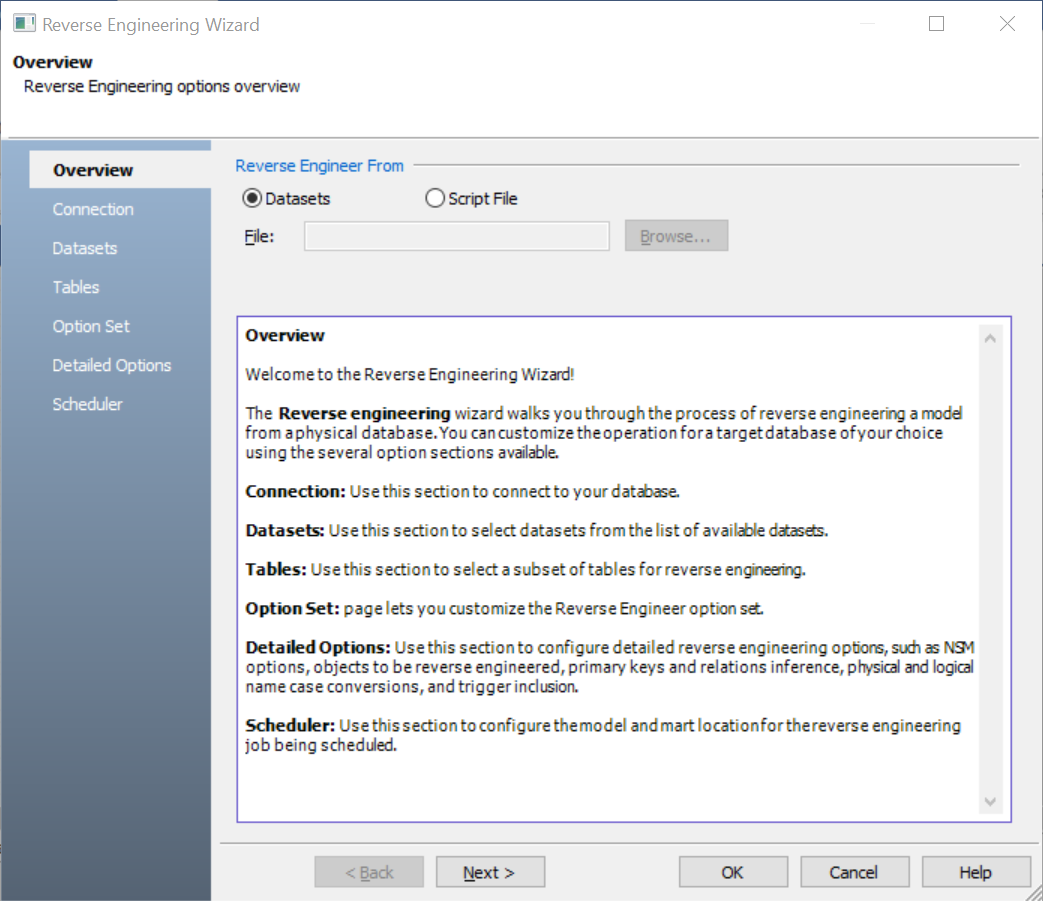 Reverse Engineering Wizard
Overview
Reverse Engineering options overview
Overview
Connection
Datasets
Tables
Option Set
Detailed Options
Scheduler
Reverse Engineer From
Datasets
Script File
File:
Browse...
Overview
Welcome to the Reverse Engineering Wizard!
The Reverse engineering wizard walks you through the process of reverse engineering a model
from a physical database. You can customize the operation for a target database of your choice
using the several option sections available.
Connection: Use this section to connect to your database.
Datasets: Use this section to select datasets from the list of available datasets.
Tables: Use this section to select a subset of tables for reverse engineering.
Option Set: page lets you customize the Reverse Engineer option set.
Detailed Options: Use this section to configure detailed reverse engineering options, such as NSM
options, objects to be reverse engineered, primary keys and relations inference, physical and logical
name case conversions, and trigger inclusion.
Scheduler: Use this section to configure the model and mart location for the reverse engineering
job being scheduled.
< Back
Next >
OK
Cancel
Help